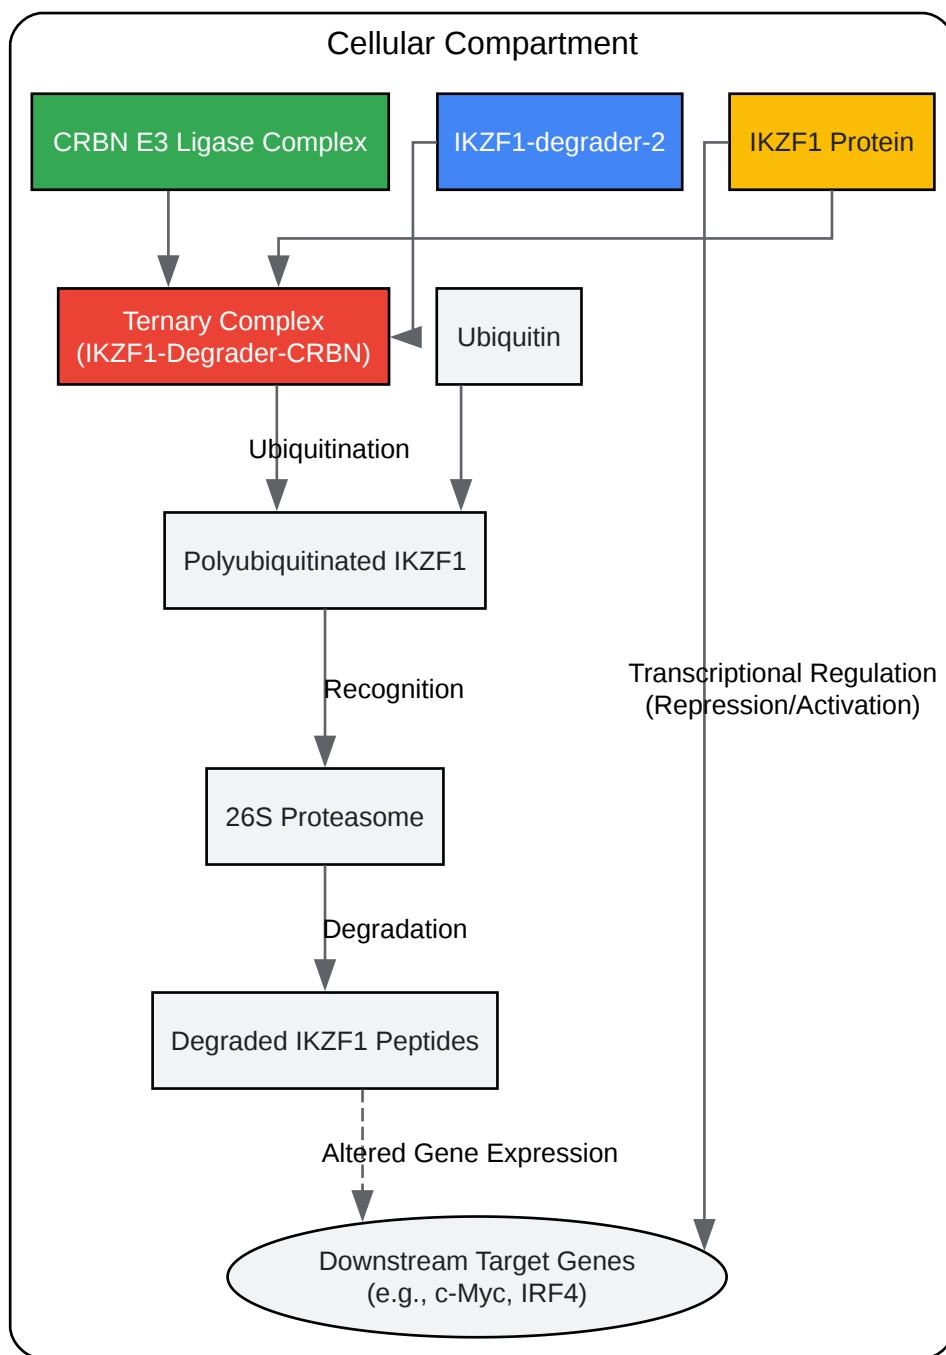 Cellular Compartment
CRBN E3 Ligase Complex
IKZF1-degrader-2
IKZF1 Protein
Ternary Complex
(IKZF1-Degrader-CRBN)
Ubiquitin
Ubiquitination
Polyubiquitinated IKZF1
Recognition
Transcriptional Regulation
(Repression/Activation)
26S Proteasome
Degradation
Degraded IKZF1 Peptides
Altered Gene Expression
Downstream Target Genes
(e.g., c-Myc, IRF4)